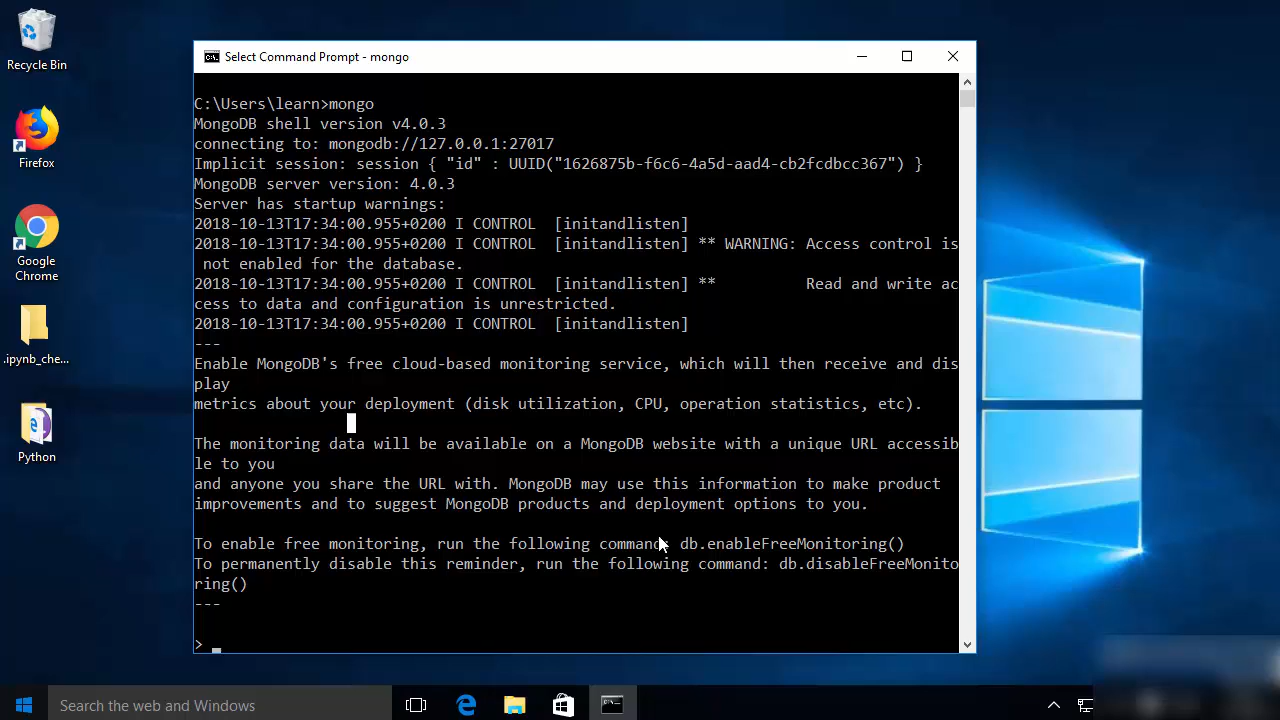 Recycle Bin
Firefox
Google
Chrome
.ipynb_che...
Python
Select Command Prompt - mongo
C:\Users\learn>mongo
MongoDB shell version v4.0.3
connecting to: mongodb://127.0.0.1:27017
Implicit session: session { "id" : UUID("1626875b-f6c6-4a5d-aad4-cb2fcdbcc367") }
MongoDB server version: 4.0.3
Server has startup warnings:
2018-10-13T17:34:00.955+0200 I CONTROL  [initandlisten]
2018-10-13T17:34:00.955+0200 I CONTROL  [initandlisten] ** WARNING: Access control is
 not enabled for the database.
2018-10-13T17:34:00.955+0200 I CONTROL  [initandlisten] **          Read and write ac
cess to data and configuration is unrestricted.
2018-10-13T17:34:00.955+0200 I CONTROL  [initandlisten]
---
Enable MongoDB's free cloud-based monitoring service, which will then receive and dis
play
metrics about your deployment (disk utilization, CPU, operation statistics, etc).
The monitoring data will be available on a MongoDB website with a unique URL accessib
le to you
and anyone you share the URL with. MongoDB may use this information to make product
improvements and to suggest MongoDB products and deployment options to you.
To enable free monitoring, run the following command: db.enableFreeMonitoring()
To permanently disable this reminder, run the following command: db.disableFreeMonito
ring()
---
>
Search the web and Windows